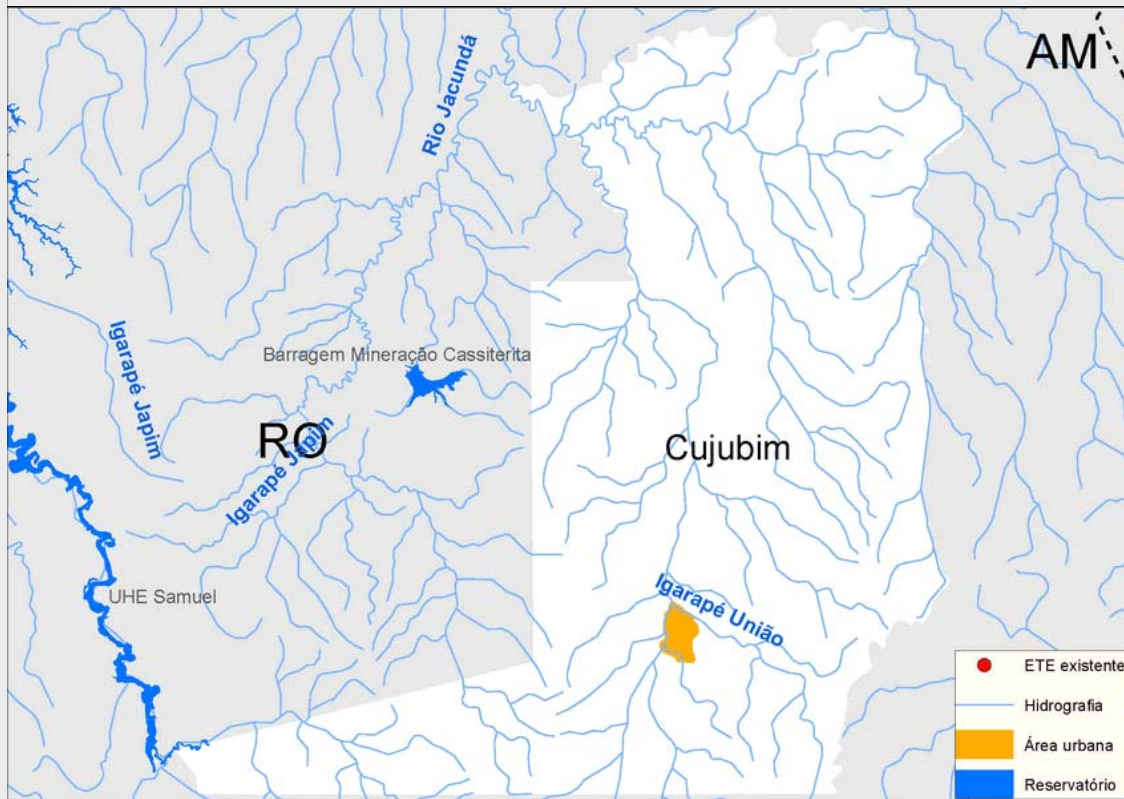 AM
Rio Jacundá
Barragem Mineração Cassiterita
Igarapé Japim
RO
Igarapé Japim
Cujubim
UHE Samuel
Igarapé União
ETE existente
Hidrografia
Área urbana
Reservatório